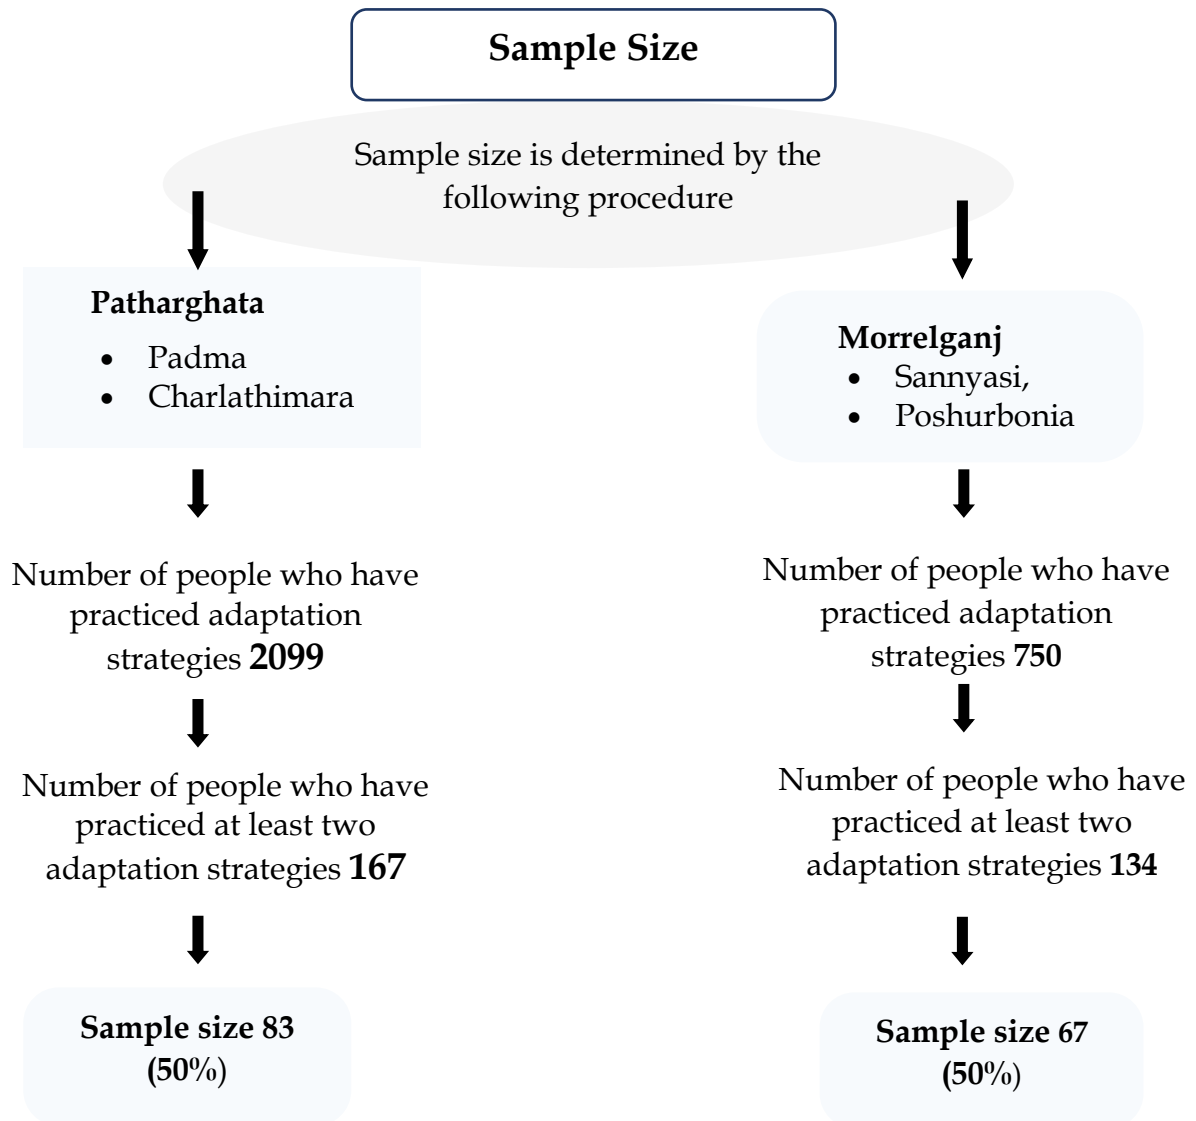 Sample Size
Sample size is determined by the
following procedure
Patharghata
• Padma
• Charlathimara
Number of people who have
practiced adaptation
strategies 2099
Number of people who have
practiced at least two
adaptation strategies 167
Sample size 83
(50%)
Morrelganj
• Sannyasi,
• Poshurbonia
Number of people who have
practiced adaptation
strategies 750
Number of people who have
practiced at least two
adaptation strategies 134
Sample size 67
(50%)